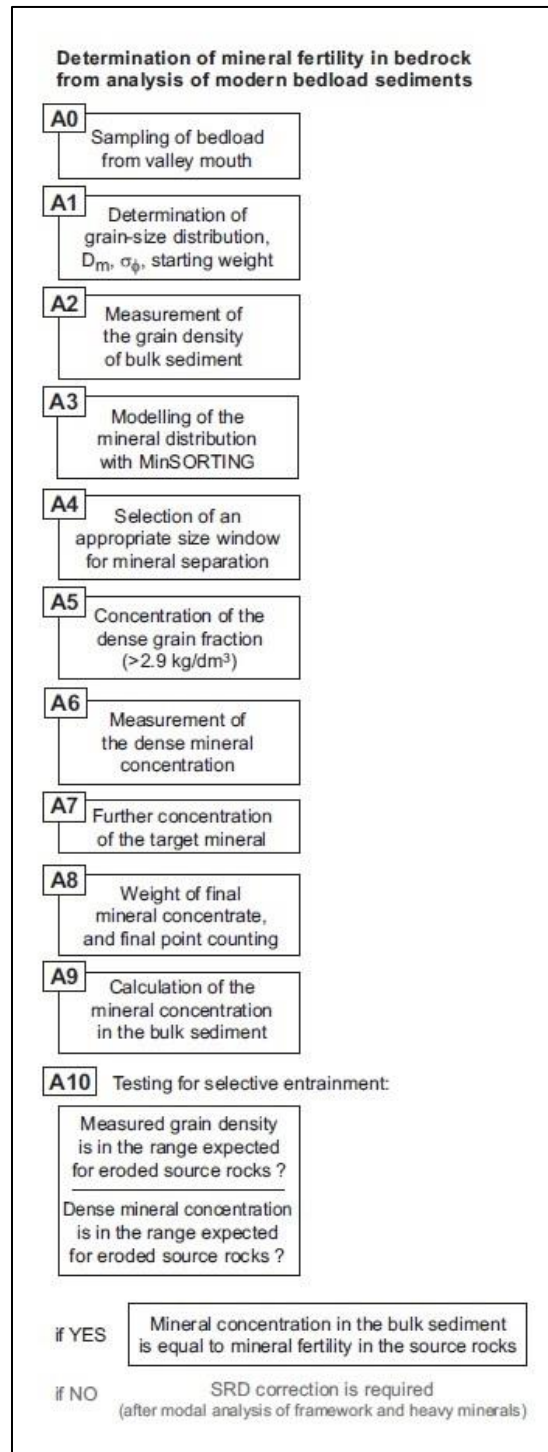 Determination of mineral fertility in bedrock
from analysis of modern bedload sediments
A0
Sampling of bedload
from valley mouth
A1
Determination of
grain-size distribution,
Dm, σϕ, starting weight
A2
Measurement of
the grain density
of bulk sediment
A3
Modelling of the
mineral distribution
with MinSORTING
A4
Selection of an
appropriate size window
for mineral separation
A5
Concentration of the
dense grain fraction
(>2.9 kg/dm³)
A6
Measurement of
the dense mineral
concentration
A7
Further concentration
of the target mineral
A8
Weight of final
mineral concentrate,
and final point counting
A9
Calculation of the
mineral concentration
in the bulk sediment
A10 Testing for selective entrainment:
Measured grain density
is in the range expected
for eroded source rocks ?
Dense mineral concentration
is in the range expected
for eroded source rocks ?
if YES
Mineral concentration in the bulk sediment
is equal to mineral fertility in the source rocks
if NO
SRD correction is required
(after modal analysis of framework and heavy minerals)